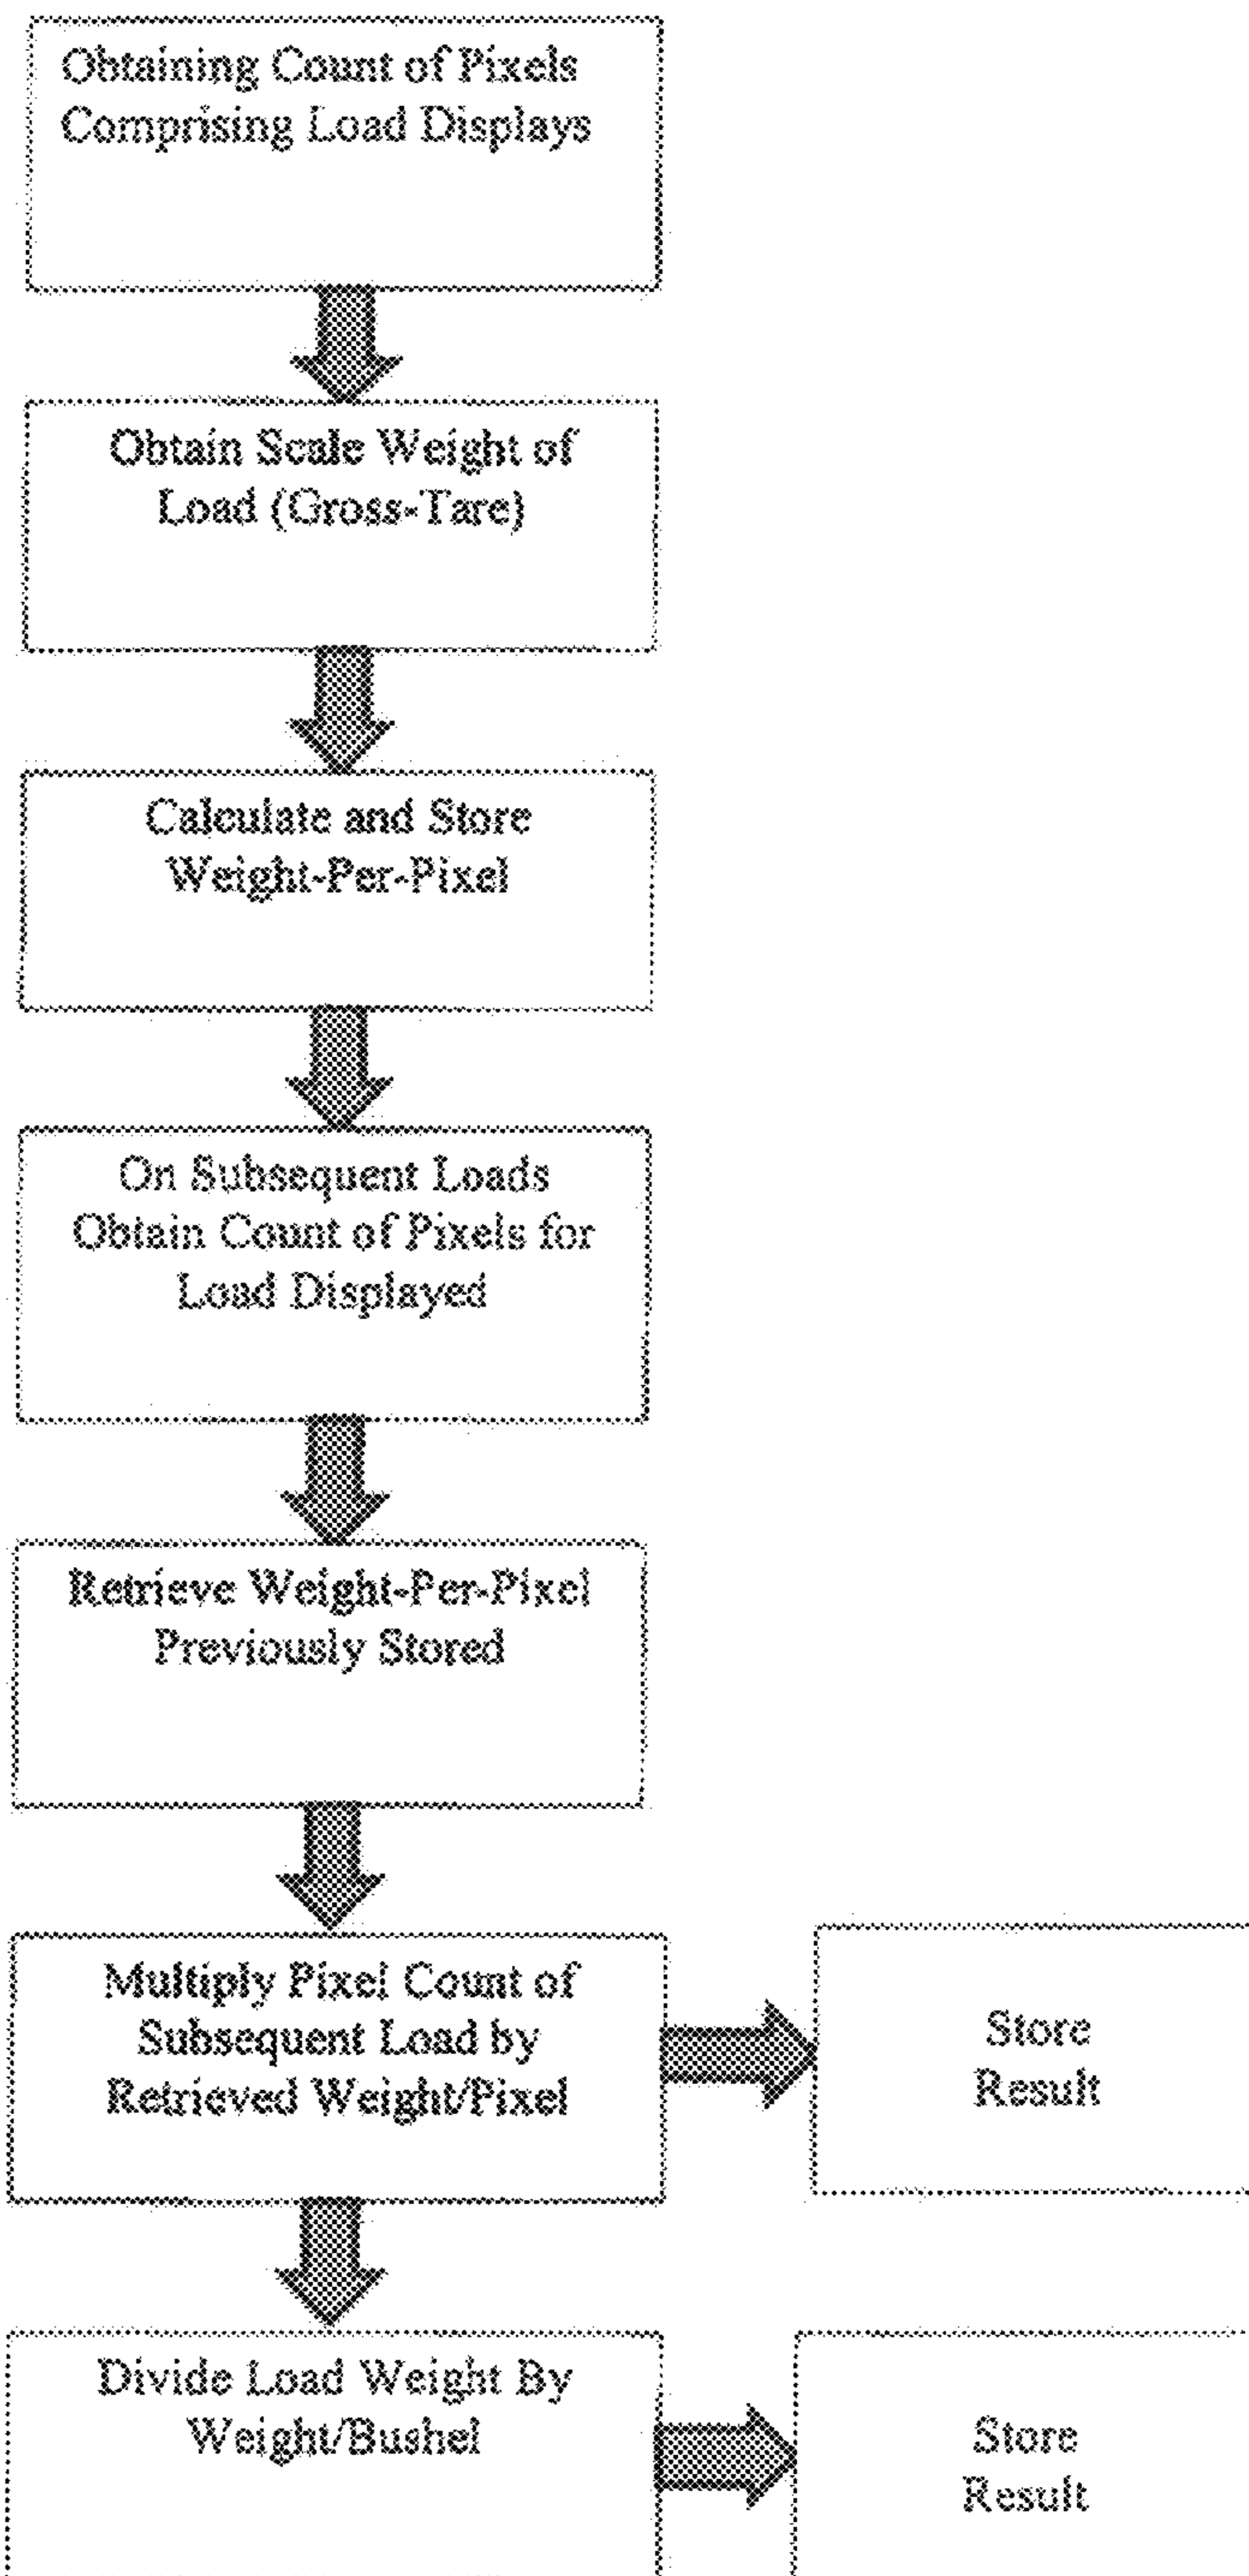 Obtaining Count of Pixels
Comprising Load Displays
Obtain Scale Weight of
Load (Gross-Tare)
Calculate and Store
Weight-Per-Pixel
On Subsequent Loads
Obtain Count of Pixels for
Load Displayed
Retrieve Weight-Per-Pixel
Previously Stored
Multiply Pixel Count of
Subsequent Load by
Retrieved Weight/Pixel
Store
Result
Divide Load Weight By
Weight/Bushel
Store
Result